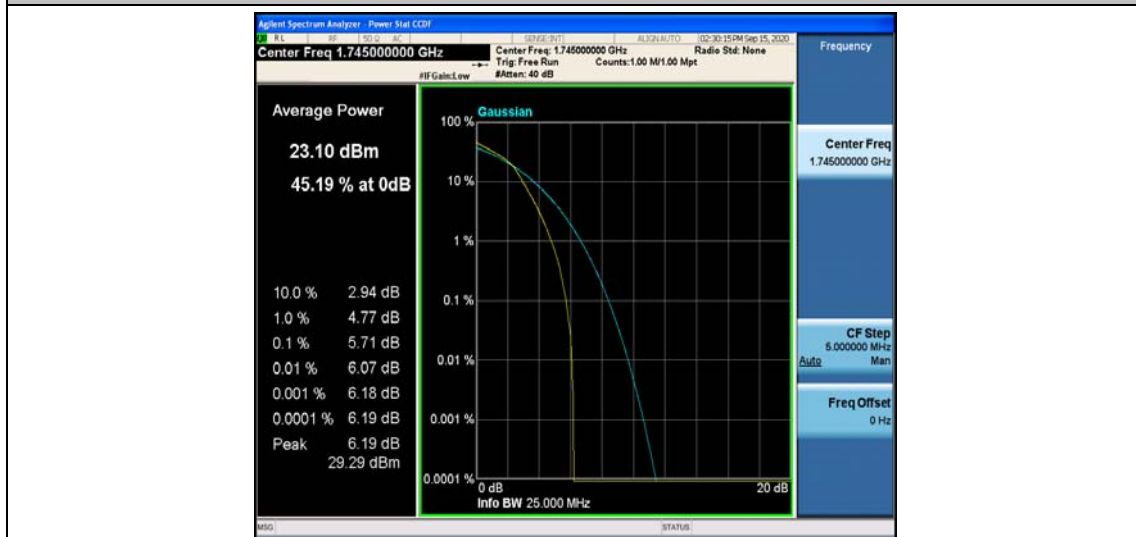 Agilent Spectrum Analyzer - Power Stat CCDF
RL RF 50 Ω AC SENSE:INT ALIGN AUTO 02:30:15 PM Sep 15, 2020
Center Freq 1.745000000 GHz
Center Freq: 1.745000000 GHz Radio Std: None
Trig: Free Run Counts:1.00 M/1.00 Mpt
#IFGain:Low #Atten: 40 dB
Frequency
Average Power
23.10 dBm
45.19 % at 0dB
10.0 % 2.94 dB
1.0 % 4.77 dB
0.1 % 5.71 dB
0.01 % 6.07 dB
0.001 % 6.18 dB
0.0001 % 6.19 dB
Peak 6.19 dB
29.29 dBm
Gaussian
100 %
10 %
1 %
0.1 %
0.01 %
0.001 %
0.0001 %
0 dB 20 dB
Info BW 25.000 MHz
Center Freq
1.745000000 GHz
CF Step
5.000000 MHz
Auto Man
Freq Offset
0 Hz
MSG STATUS